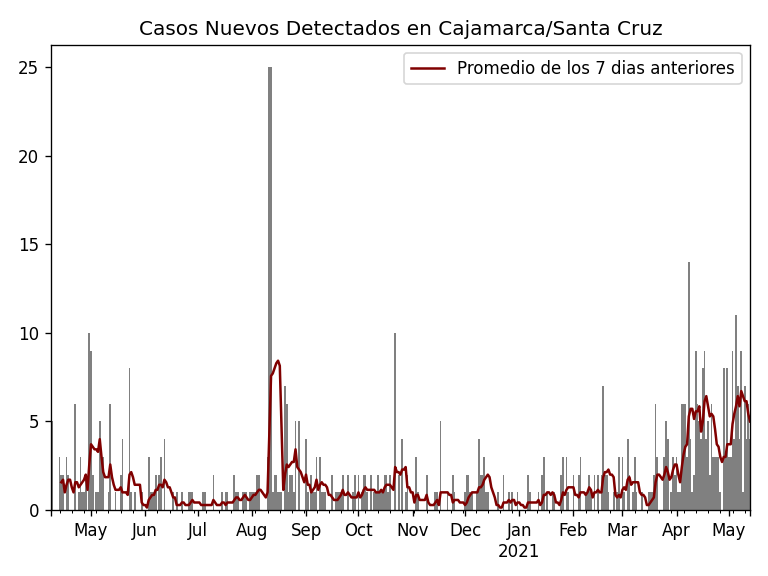 Casos Nuevos Detectados en Cajamarca/Santa Cruz
Promedio de los 7 dias anteriores
25
20
15
10
5
0
May Jun Jul Aug Sep Oct Nov Dec Jan Feb Mar Apr May
2021